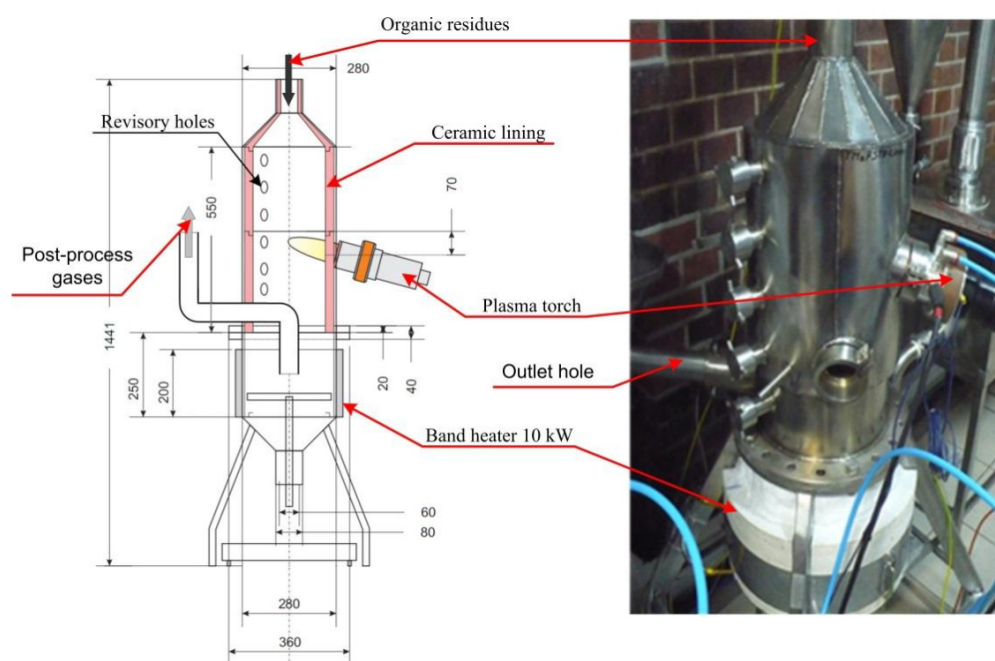 Organic residues
280
Revisory holes
Ceramic lining
70
550
Post-process
gases
Plasma torch
1441
250
200
20
40
Outlet hole
Band heater 10 kW
60
80
280
360